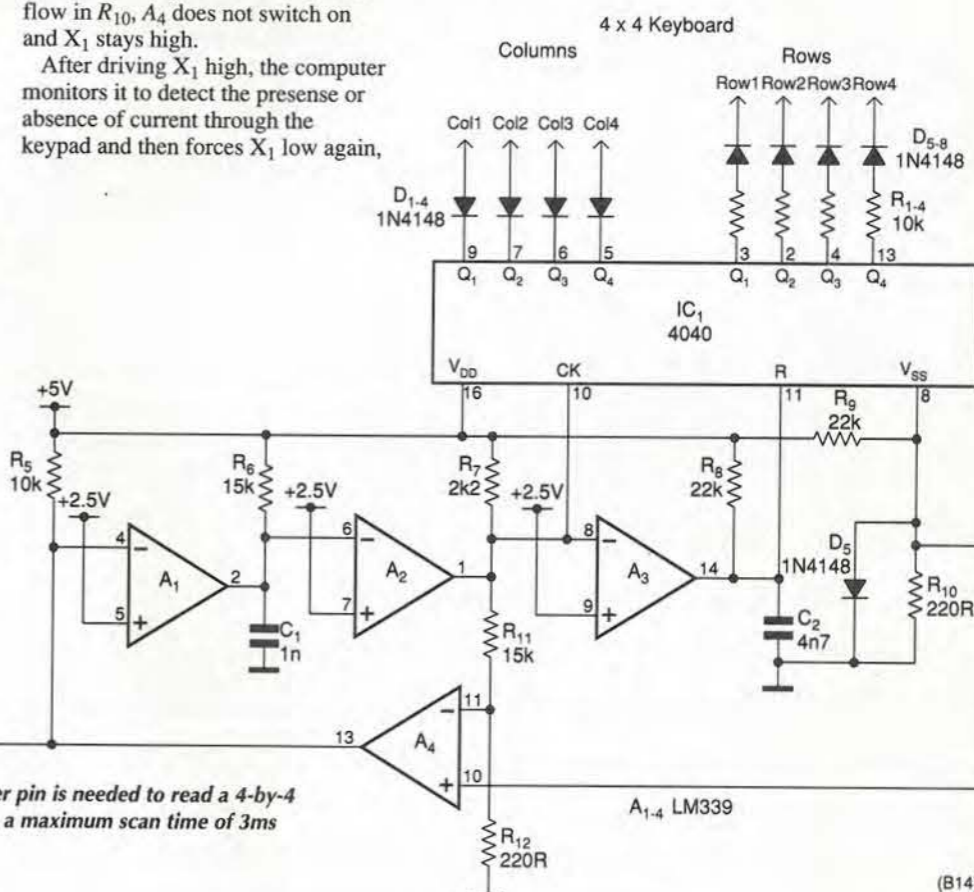 flow in R10, A4 does not switch on
and X1 stays high.
After driving X1 high, the computer
monitors it to detect the presense or
absence of current through the
keypad and then forces X1 low again,
4 x 4 Keyboard
Columns
Rows
Col1 Col2 Col3 Col4
Row1 Row2 Row3 Row4
D1-4
1N4148
D5-8
1N4148
R1-4
10k
9 7 6 5
3 2 4 13
Q1 Q2 Q3 Q4
Q1 Q2 Q3 Q4
IC1
4040
VDD CK R VSS
16 10 11 8
+5V
R5
10k
+2.5V
R6
15k
+2.5V
R7
2k2
+2.5V
R8
22k
R9
22k
4 −
5 +
A1
2
C1
1n
6 −
7 +
A2
1
8 −
9 +
A3
14
C2
4n7
D5
1N4148
R10
220R
R11
15k
13
A4
− 11
+ 10
R12
220R
A1-4 LM339
er pin is needed to read a 4-by-4
a maximum scan time of 3ms
(B14